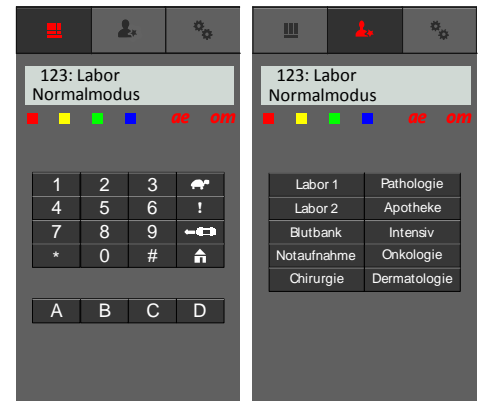 123: Labor
Normalmodus
ae om
1 2 3
4 5 6 !
7 8 9
* 0 #
A B C D
123: Labor
Normalmodus
ae om
Labor 1 Pathologie
Labor 2 Apotheke
Blutbank Intensiv
Notaufnahme Onkologie
Chirurgie Dermatologie